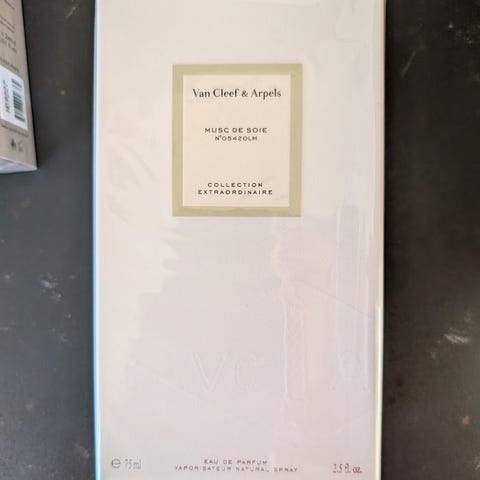 Van Cleef & Arpels
MUSC DE SOIE
N°05420LM
COLLECTION
EXTRAORDINAIRE
EAU DE PARFUM
VAPORISATEUR NATURAL SPRAY
℮ 75 ml
2.5 fl. oz.